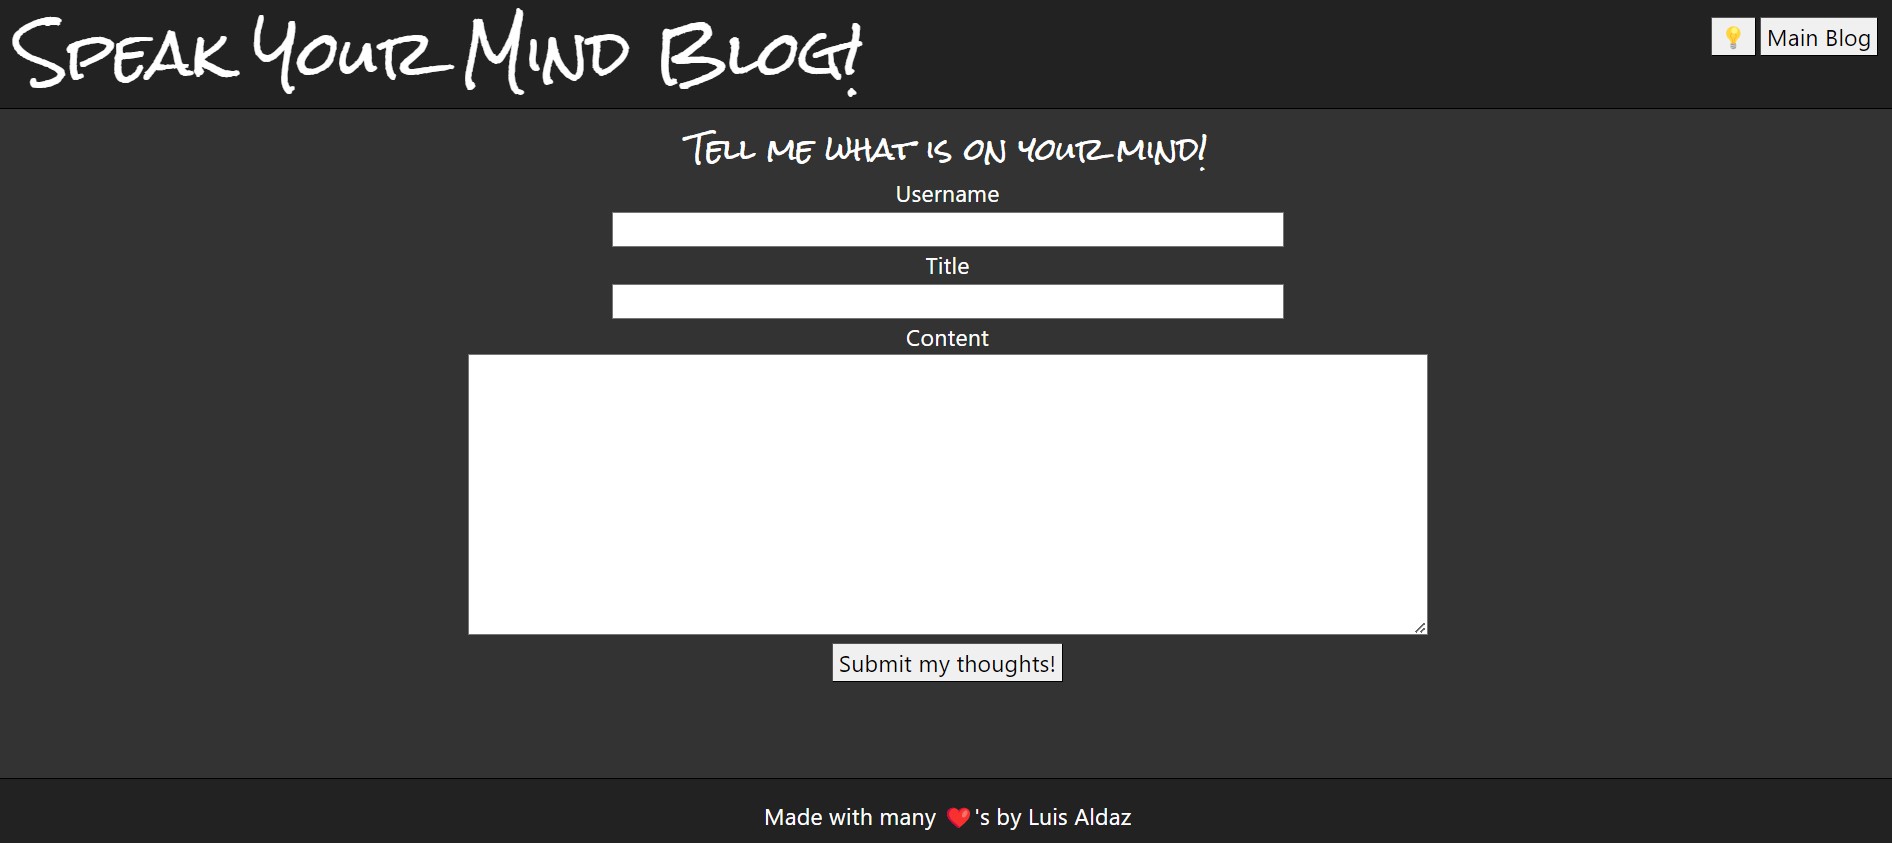 Speak Your Mind Blog!
💡 Main Blog
Tell me what is on your mind!
Username
Title
Content
Submit my thoughts!
Made with many ❤️'s by Luis Aldaz